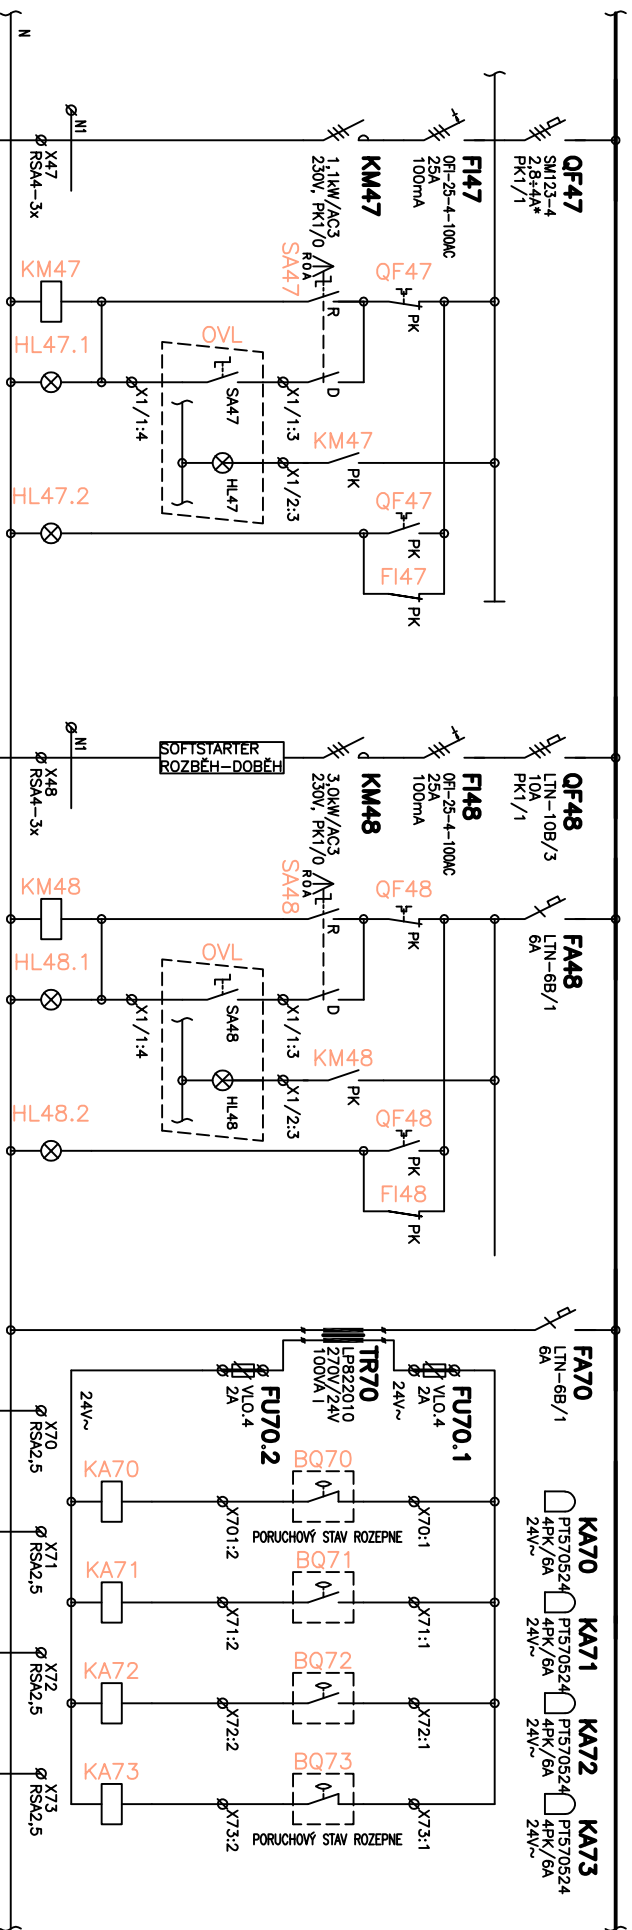 N
N1
X47
RSA4-3x
KM47
1,1kW/AC3
230V, PK1/0
FI47
OFI-25-4-100AC
25A
100mA
QF47
SM123-4
2,8÷4A*
PK1/1
KM47
HL47.1
SA47
R0A
R
D
QF47
PK
OVL
SA47
X1/1:3
X1/1:4
HL47
X1/2:3
KM47
PK
HL47.2
QF47
PK
FI47
PK
N1
X48
RSA4-3x
SOFTSTARTER
ROZBĚH-DOBĚH
KM48
3,0kW/AC3
230V, PK1/0
FI48
OFI-25-4-100AC
25A
100mA
QF48
LTN-10B/3
10A
PK1/1
FA48
LTN-6B/1
6A
KM48
HL48.1
SA48
R0A
R
D
QF48
PK
OVL
SA48
X1/1:3
X1/1:4
HL48
X1/2:3
KM48
PK
HL48.2
QF48
PK
FI48
PK
FA70
LTN-6B/1
6A
TR70
LP822010
270V/24V
100VA I
FU70.1
VLO.4
2A
24V~
FU70.2
VLO.4
2A
24V~
X70
RSA2,5
X71
RSA2,5
X72
RSA2,5
X73
RSA2,5
KA70
X701:2
BQ70
X70:1
PORUCHOVÝ STAV ROZEPNE
KA71
X71:2
BQ71
X71:1
KA72
X72:2
BQ72
X72:1
KA73
X73:2
BQ73
X73:1
PORUCHOVÝ STAV ROZEPNE
KA70
PT570524
4PK/6A
24V~
KA71
PT570524
4PK/6A
24V~
KA72
PT570524
4PK/6A
24V~
KA73
PT570524
4PK/6A
24V~